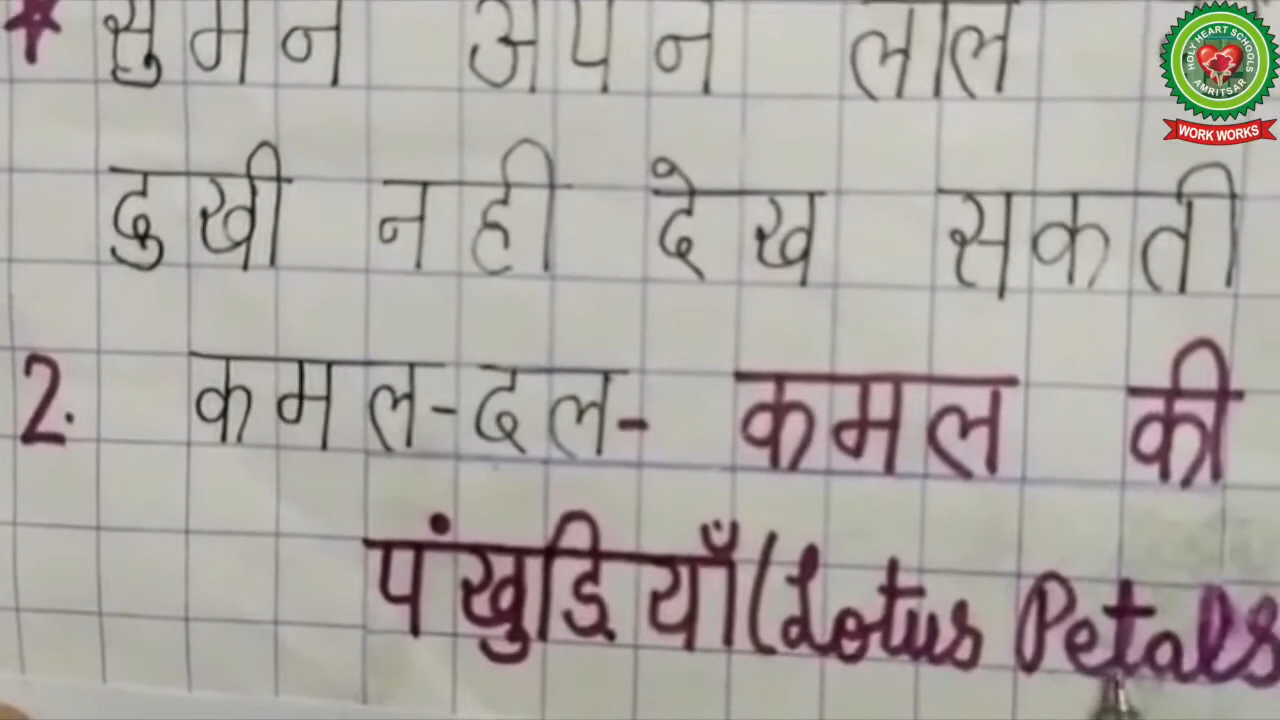 * सुमन अपन लाल
दुखी नही देख सकती
2. कमल-दल- कमल की
पंखुड़ियाँ (Lotus Petals
HOLY HEART SCHOOLS
AMRITSAR
WORK WORKS